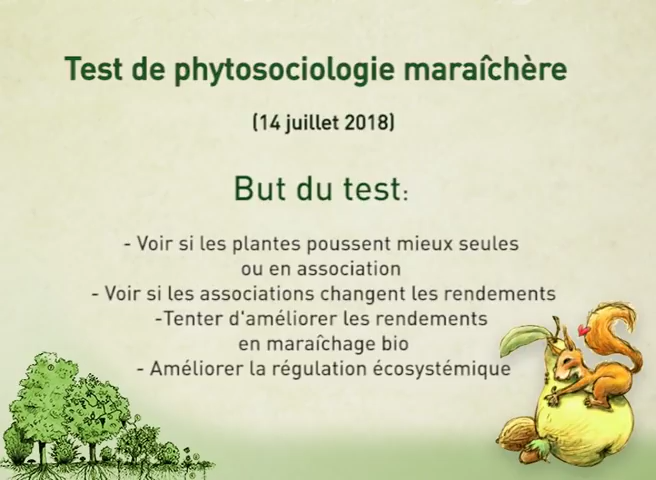 Test de phytosociologie maraîchère
(14 juillet 2018)
But du test:
- Voir si les plantes poussent mieux seules
ou en association
- Voir si les associations changent les rendements
-Tenter d'améliorer les rendements
en maraîchage bio
- Améliorer la régulation écosystémique